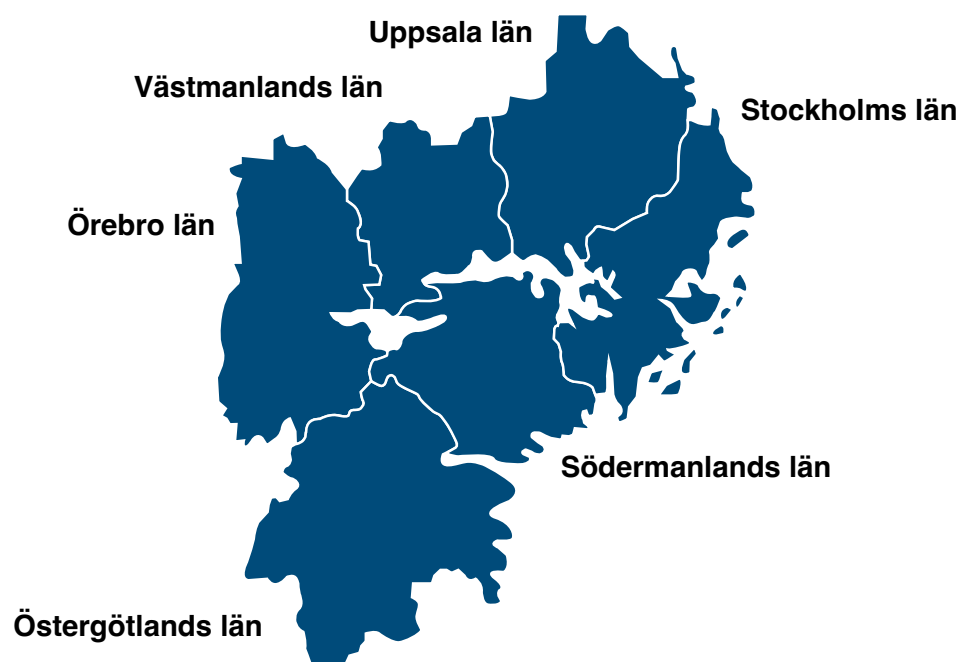 Uppsala län
Västmanlands län
Stockholms län
Örebro län
Södermanlands län
Östergötlands län